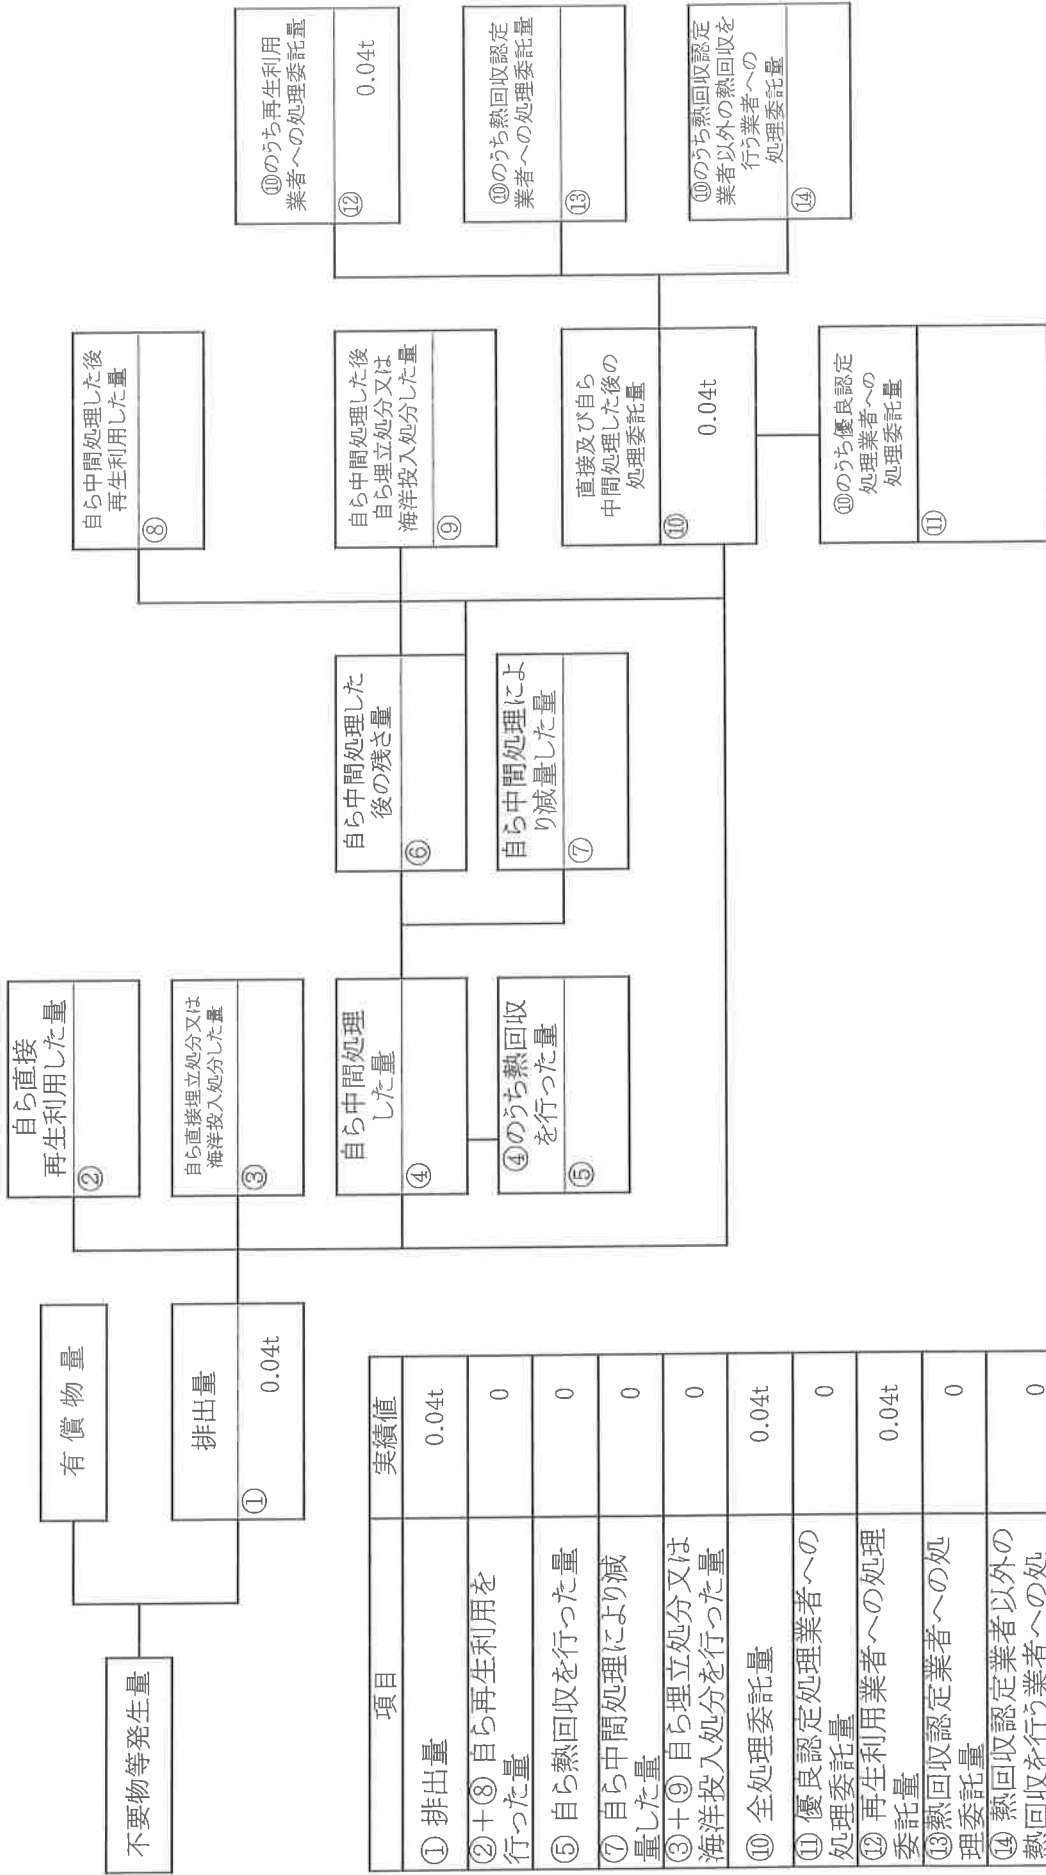 不要物等発生量
有償物量
排出量
①
0.04t
自ら直接
再生利用した量
②
自ら直接埋立処分又は
海洋投入処分した量
③
自ら中間処理
した量
④
④のうち熱回収
を行った量
⑤
自ら中間処理した
後の残さ量
⑥
自ら中間処理によ
り減量した量
⑦
自ら中間処理した後
再生利用した量
⑧
自ら中間処理した後
自ら埋立処分又は
海洋投入処分した量
⑨
直接及び自ら
中間処理した後の
処理委託量
⑩
0.04t
⑩のうち優良認定
処理業者への
処理委託量
⑪
⑩のうち再生利用
業者への処理委託量
⑫
0.04t
⑩のうち熱回収認定
業者への処理委託量
⑬
⑩のうち熱回収認定
業者以外の熱回収を
行う業者への
処理委託量
⑭
項目 実績値
① 排出量 0.04t
②+⑧ 自ら再生利用を
行った量 0
⑤ 自ら熱回収を行った量 0
⑦ 自ら中間処理により減
量した量 0
③+⑨ 自ら埋立処分又は
海洋投入処分を行った量 0
⑩ 全処理委託量 0.04t
⑪ 優良認定処理業者への
処理委託量 0
⑫ 再生利用業者への処理
委託量 0.04t
⑬熱回収認定業者への処
理委託量 0
⑭ 熱回収認定業者以外の
熱回収を行う業者への処 0